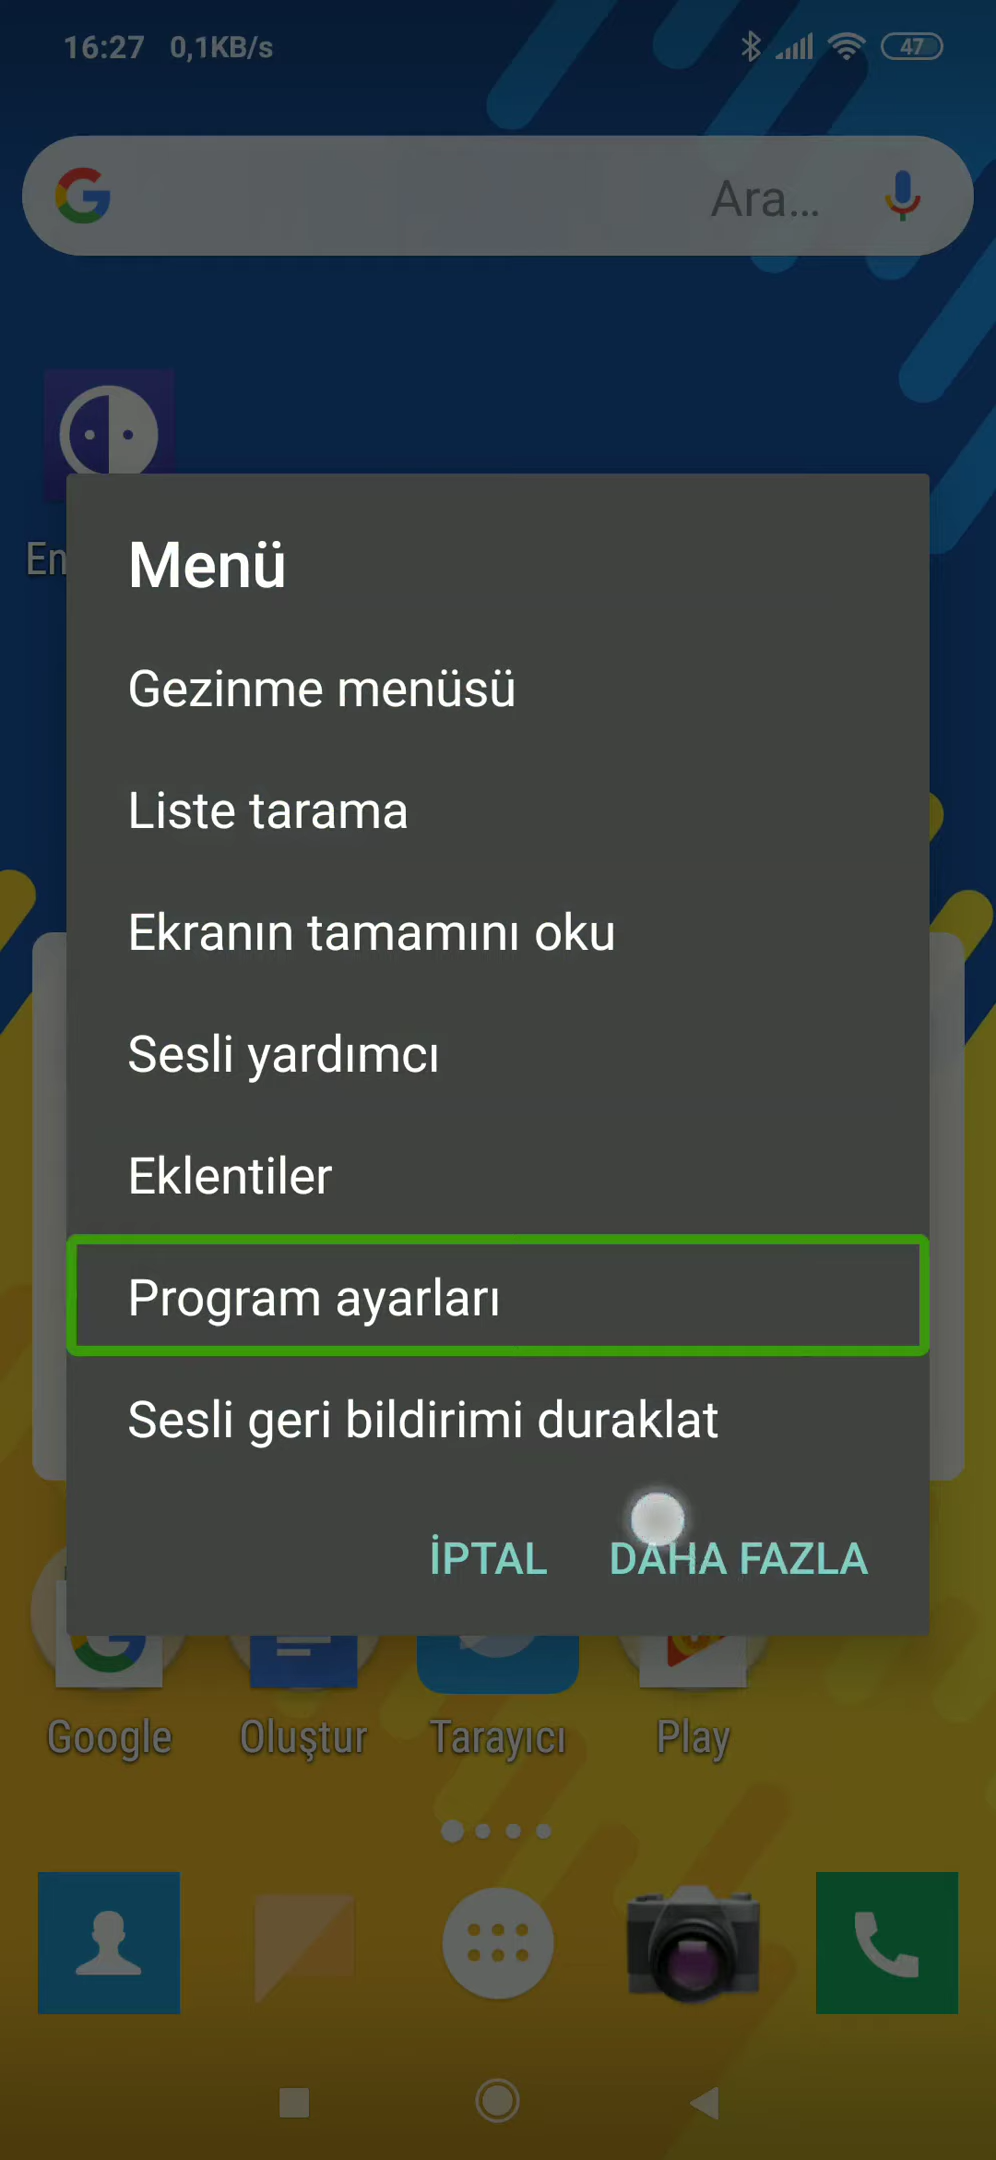 16:27 0,1KB/s 47
Ara...
En
Menü
Gezinme menüsü
Liste tarama
Ekranın tamamını oku
Sesli yardımcı
Eklentiler
Program ayarları
Sesli geri bildirimi duraklat
İPTAL DAHA FAZLA
Google Oluştur Tarayıcı Play